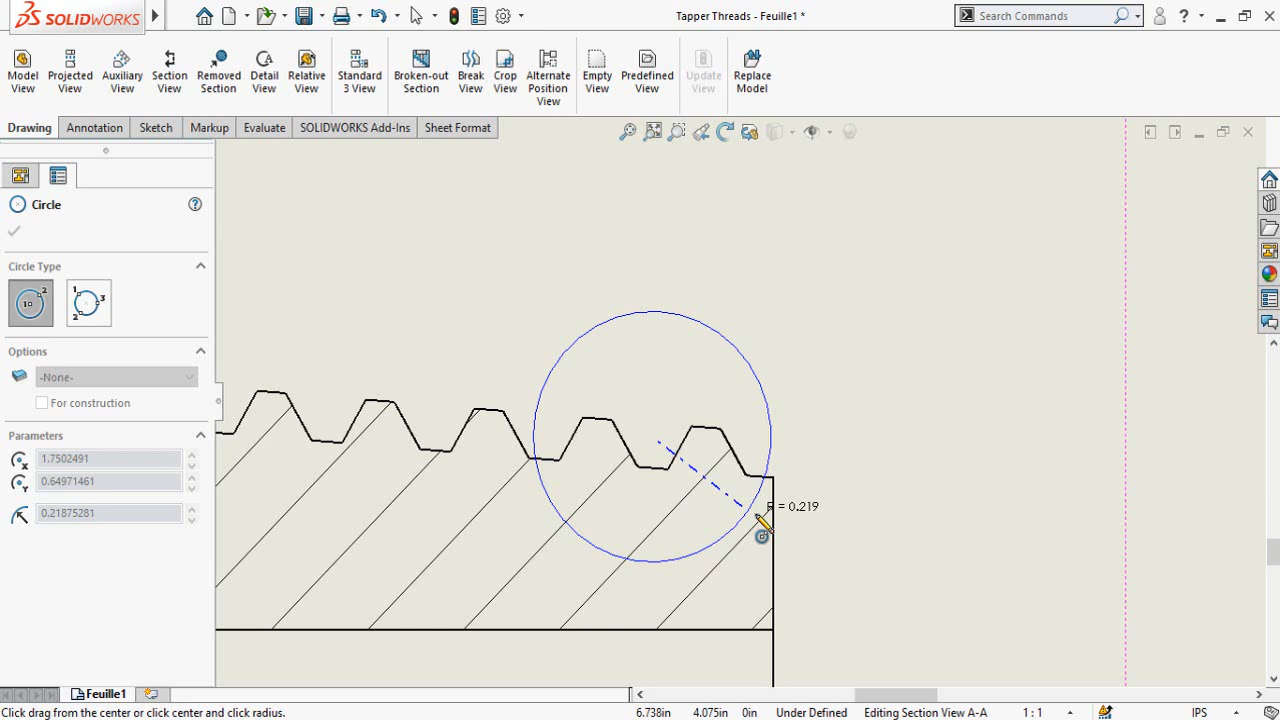 SOLIDWORKS
Tapper Threads - Feuille1 *
Search Commands
?
Model View
Projected View
Auxiliary View
Section View
Removed Section
Detail View
Relative View
Standard 3 View
Broken-out Section
Break View
Crop View
Alternate Position View
Empty View
Predefined View
Update View
Replace Model
Drawing
Annotation
Sketch
Markup
Evaluate
SOLIDWORKS Add-Ins
Sheet Format
Circle
?
Circle Type
Options
-None-
For construction
Parameters
1.7502491
0.64971461
0.21875281
R = 0.219
Feuille1
Click drag from the center or click center and click radius.
6.738in
4.075in
0in
Under Defined
Editing Section View A-A
1 : 1
IPS